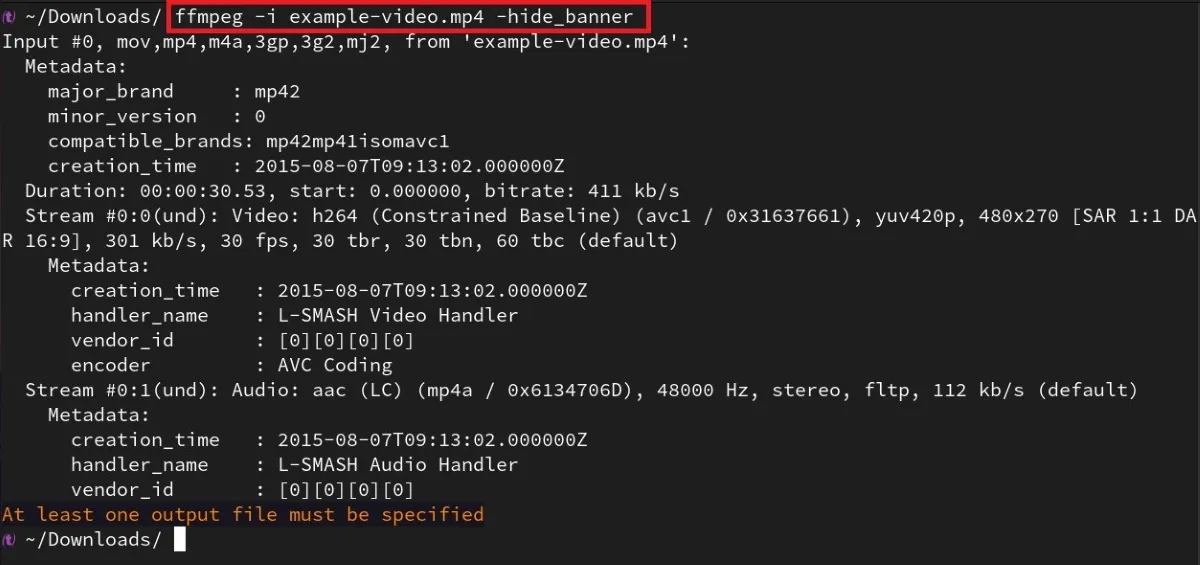 ~/Downloads/ ffmpeg -i example-video.mp4 -hide_banner
Input #0, mov,mp4,m4a,3gp,3g2,mj2, from 'example-video.mp4':
  Metadata:
    major_brand     : mp42
    minor_version   : 0
    compatible_brands: mp42mp41isomavc1
    creation_time   : 2015-08-07T09:13:02.000000Z
  Duration: 00:00:30.53, start: 0.000000, bitrate: 411 kb/s
  Stream #0:0(und): Video: h264 (Constrained Baseline) (avc1 / 0x31637661), yuv420p, 480x270 [SAR 1:1 DA
R 16:9], 301 kb/s, 30 fps, 30 tbr, 30 tbn, 60 tbc (default)
    Metadata:
      creation_time   : 2015-08-07T09:13:02.000000Z
      handler_name    : L-SMASH Video Handler
      vendor_id       : [0][0][0][0]
      encoder         : AVC Coding
  Stream #0:1(und): Audio: aac (LC) (mp4a / 0x6134706D), 48000 Hz, stereo, fltp, 112 kb/s (default)
    Metadata:
      creation_time   : 2015-08-07T09:13:02.000000Z
      handler_name    : L-SMASH Audio Handler
      vendor_id       : [0][0][0][0]
At least one output file must be specified
~/Downloads/